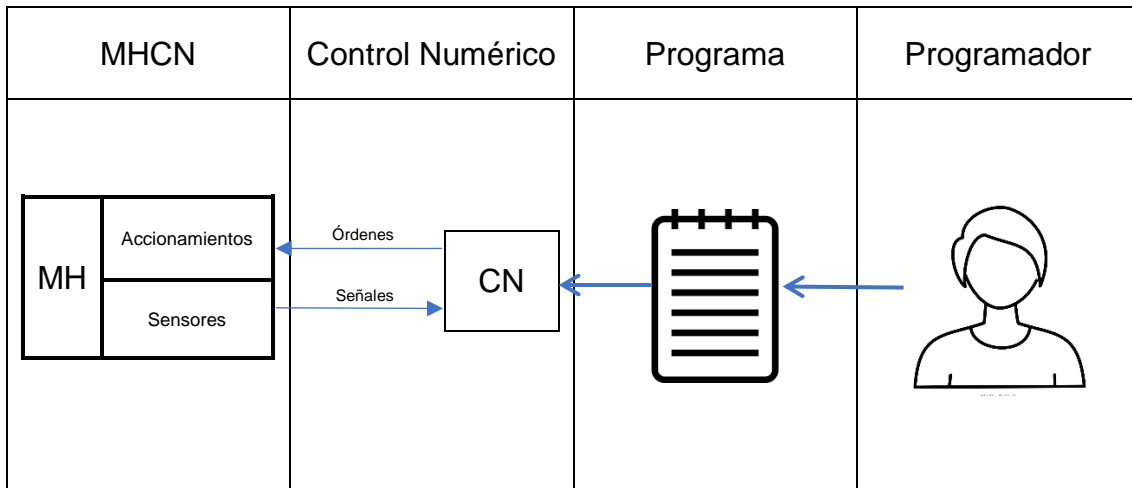 MHCN
Control Numérico
Programa
Programador
MH
Accionamientos
Sensores
Órdenes
Señales
CN